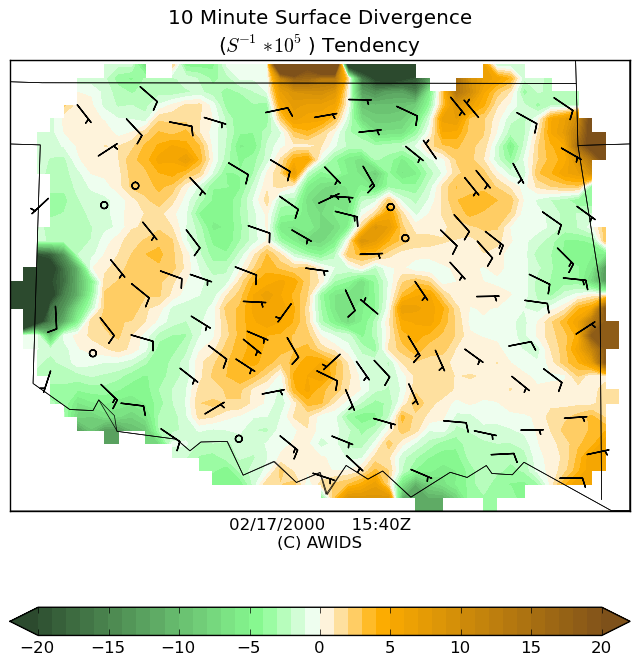 10 Minute Surface Divergence
(S⁻¹ *10⁵ ) Tendency
02/17/2000 15:40Z
(C) AWIDS
−20 −15 −10 −5 0 5 10 15 20